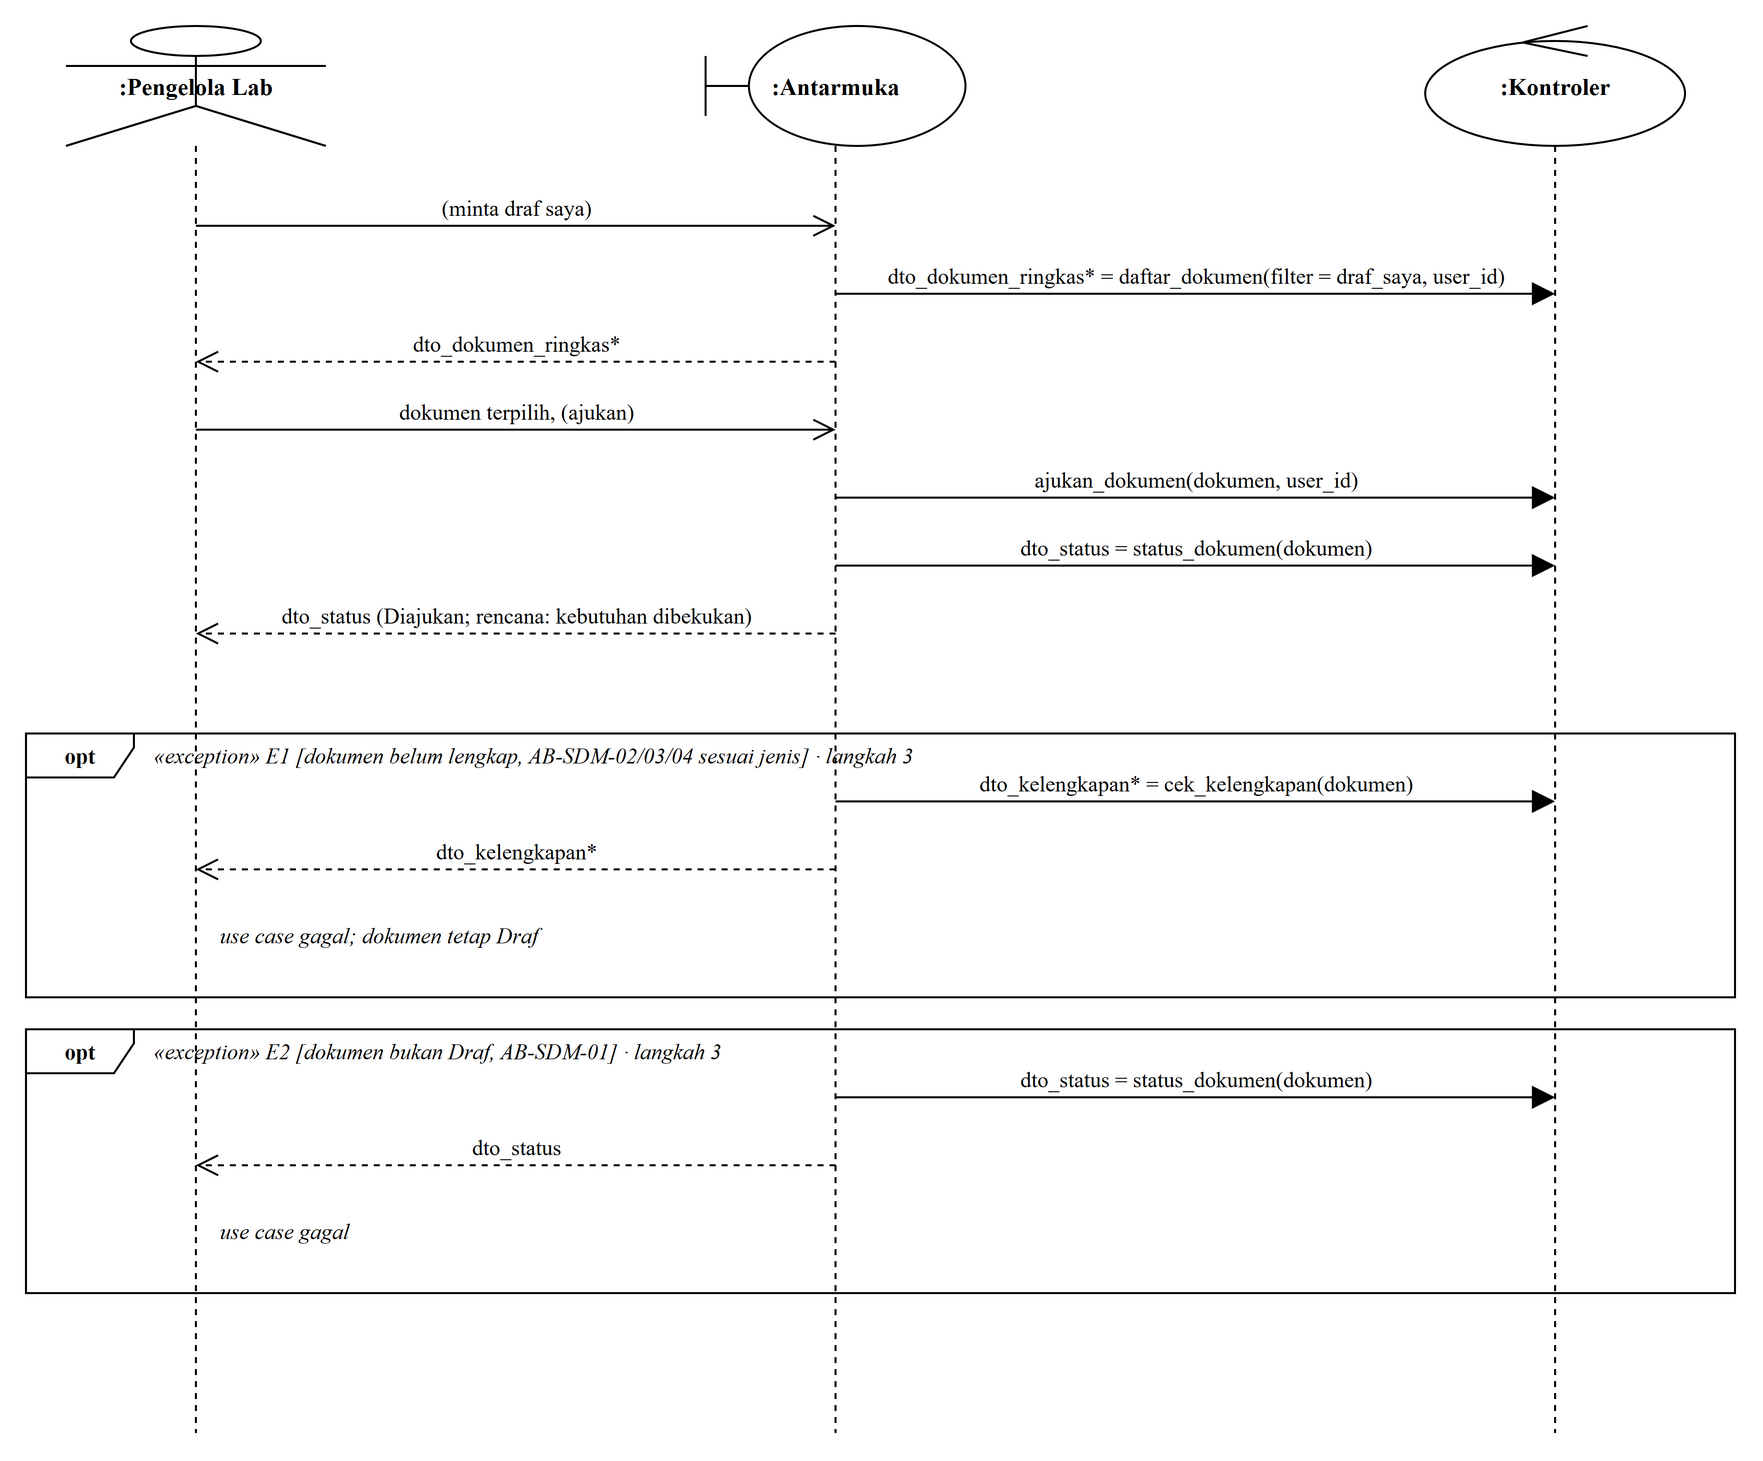 :Pengelola Lab
:Antarmuka
:Kontroler
(minta draf saya)
dto_dokumen_ringkas* = daftar_dokumen(filter = draf_saya, user_id)
dto_dokumen_ringkas*
dokumen terpilih, (ajukan)
ajukan_dokumen(dokumen, user_id)
dto_status = status_dokumen(dokumen)
dto_status (Diajukan; rencana: kebutuhan dibekukan)
opt
«exception» E1 [dokumen belum lengkap, AB-SDM-02/03/04 sesuai jenis] · langkah 3
dto_kelengkapan* = cek_kelengkapan(dokumen)
dto_kelengkapan*
use case gagal; dokumen tetap Draf
opt
«exception» E2 [dokumen bukan Draf, AB-SDM-01] · langkah 3
dto_status = status_dokumen(dokumen)
dto_status
use case gagal